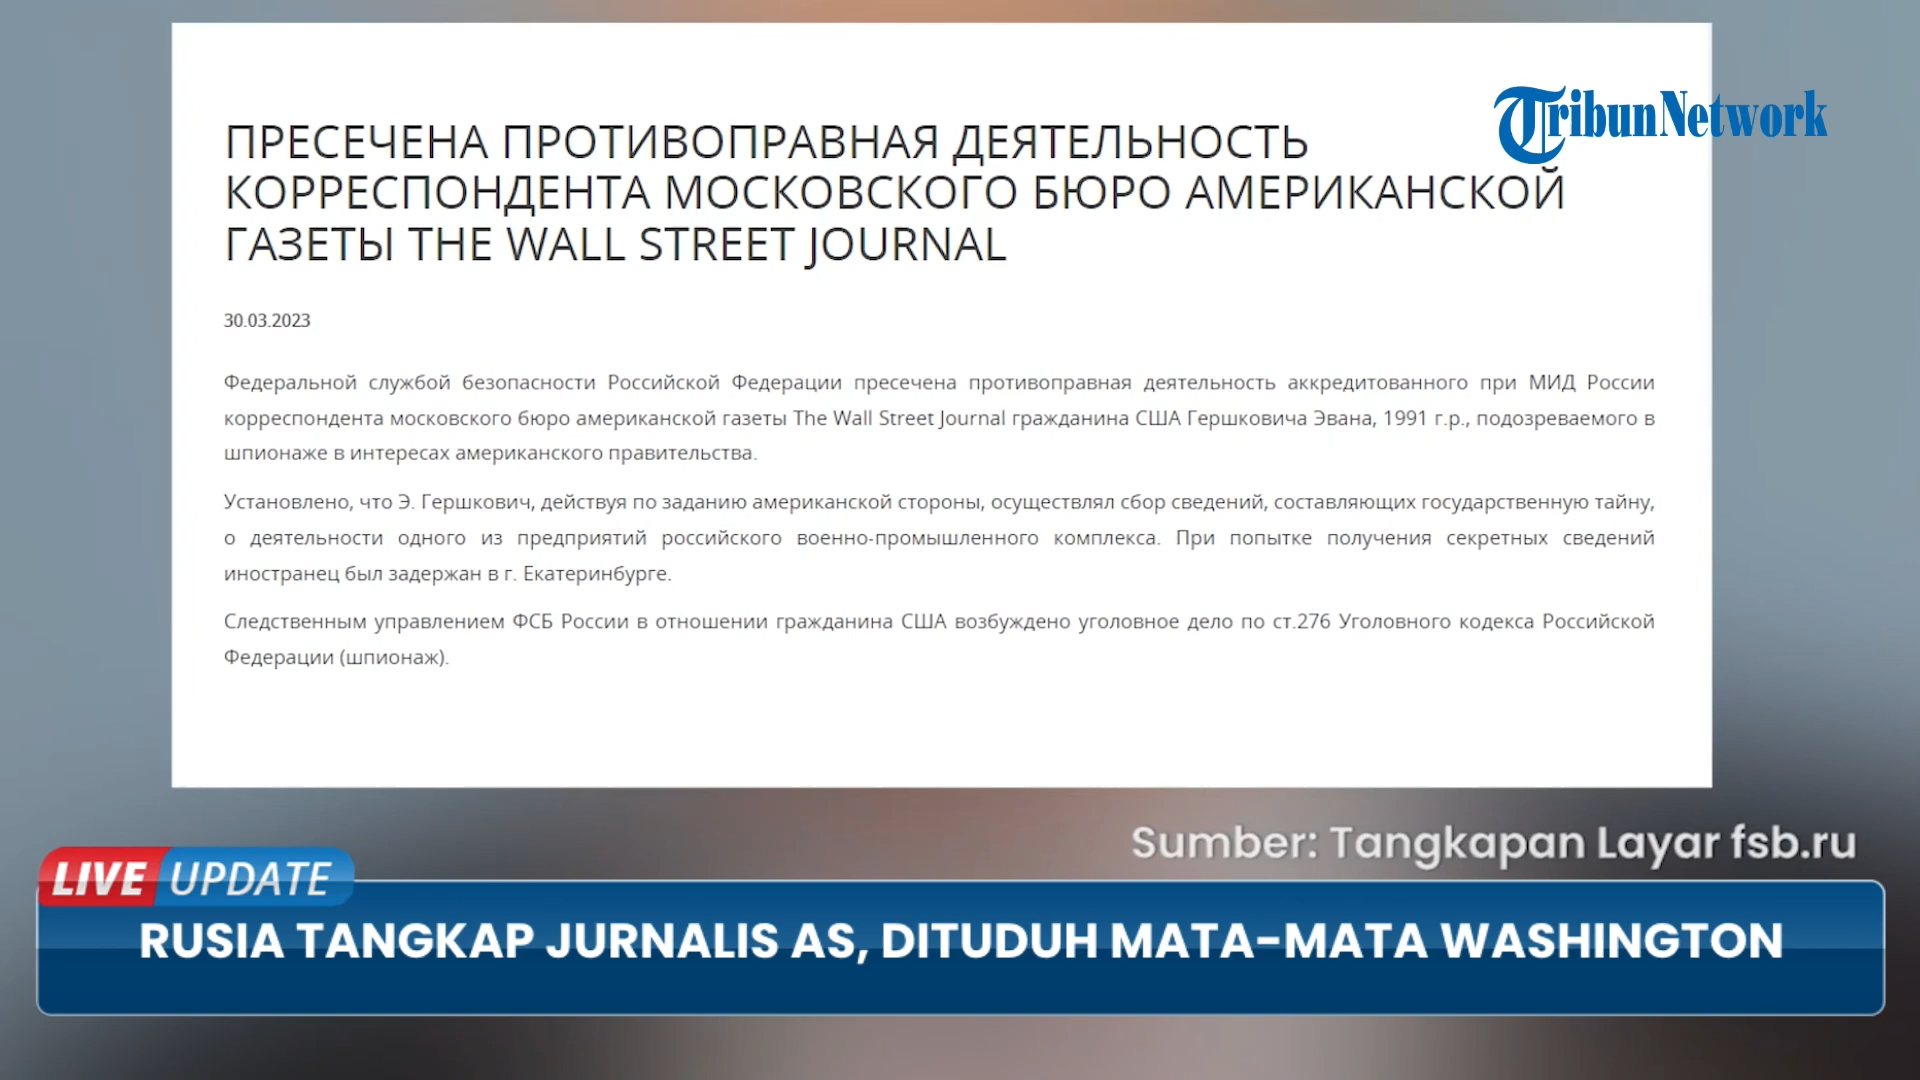 TribunNetwork
ПРЕСЕЧЕНА ПРОТИВОПРАВНАЯ ДЕЯТЕЛЬНОСТЬ
КОРРЕСПОНДЕНТА МОСКОВСКОГО БЮРО АМЕРИКАНСКОЙ
ГАЗЕТЫ THE WALL STREET JOURNAL
30.03.2023
Федеральной службой безопасности Российской Федерации пресечена противоправная деятельность аккредитованного при МИД России
корреспондента московского бюро американской газеты The Wall Street Journal гражданина США Гершковича Эвана, 1991 г.р., подозреваемого в
шпионаже в интересах американского правительства.
Установлено, что Э. Гершкович, действуя по заданию американской стороны, осуществлял сбор сведений, составляющих государственную тайну,
о деятельности одного из предприятий российского военно-промышленного комплекса. При попытке получения секретных сведений
иностранец был задержан в г. Екатеринбурге.
Следственным управлением ФСБ России в отношении гражданина США возбуждено уголовное дело по ст.276 Уголовного кодекса Российской
Федерации (шпионаж).
Sumber: Tangkapan Layar fsb.ru
LIVE UPDATE
RUSIA TANGKAP JURNALIS AS, DITUDUH MATA-MATA WASHINGTON